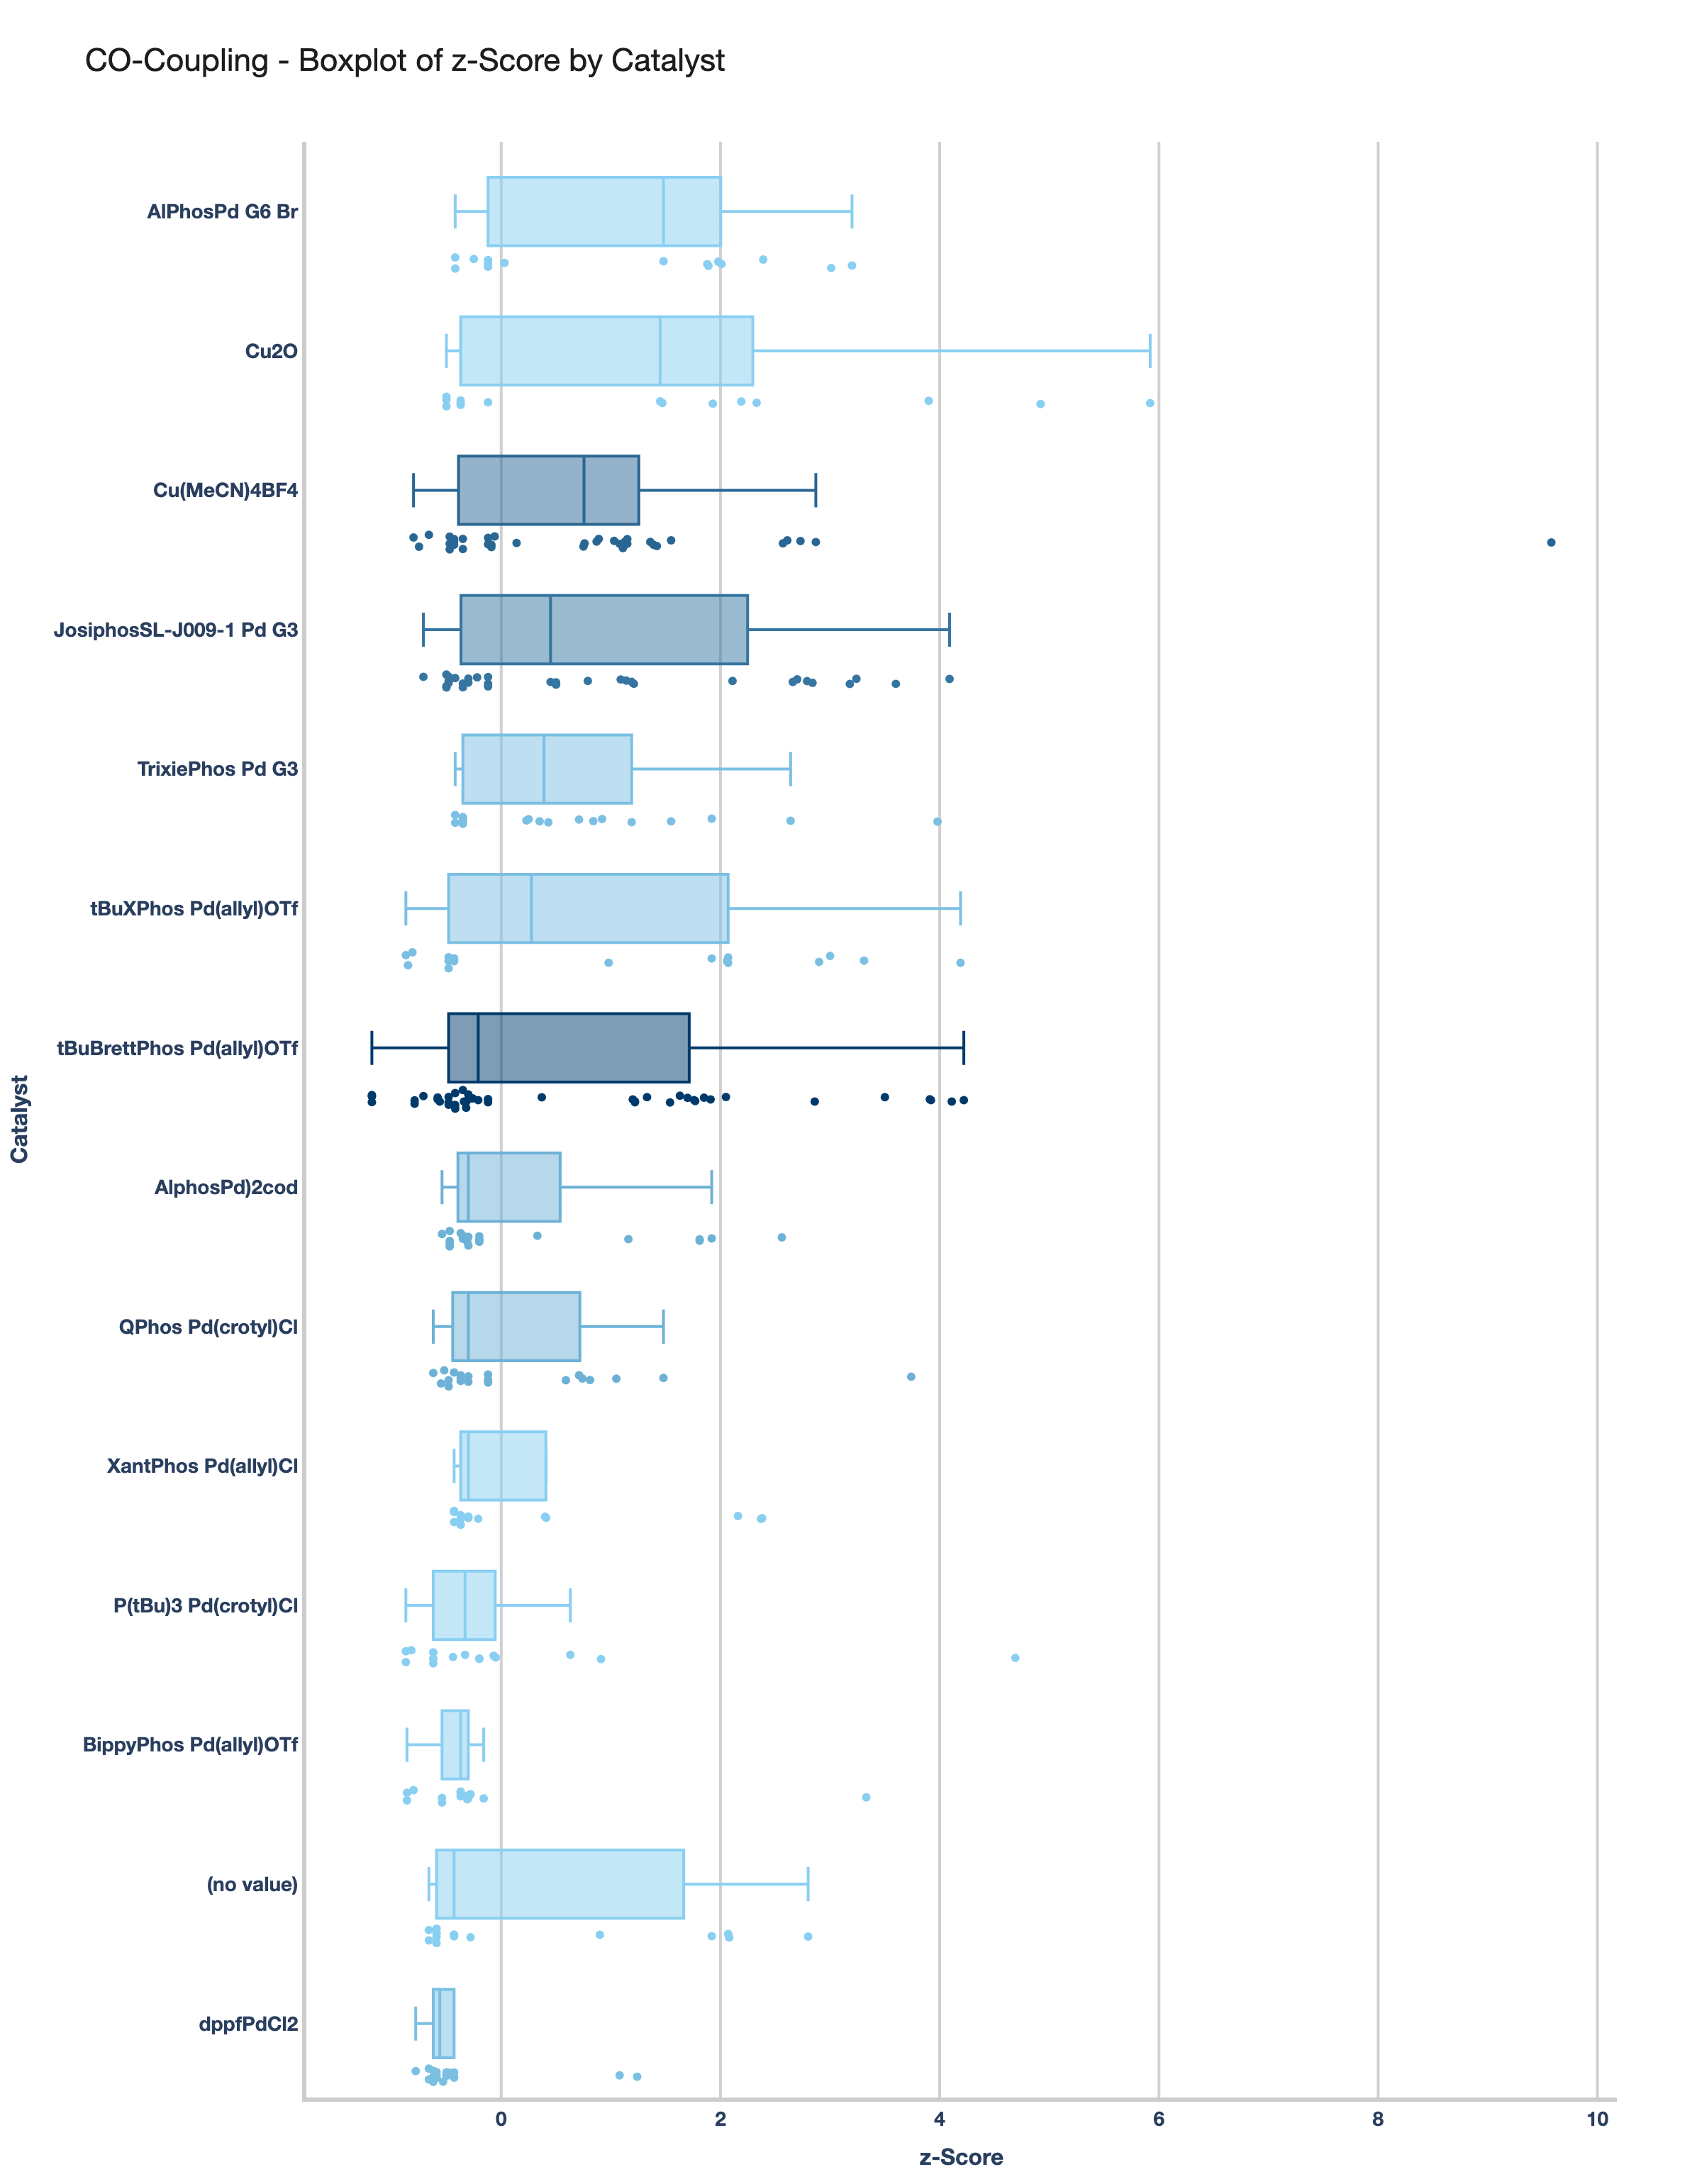 CO-Coupling - Boxplot of z-Score by Catalyst
AlPhosPd G6 Br
Cu2O
Cu(MeCN)4BF4
JosiphosSL-J009-1 Pd G3
TrixiePhos Pd G3
tBuXPhos Pd(allyl)OTf
tBuBrettPhos Pd(allyl)OTf
AlphosPd)2cod
QPhos Pd(crotyl)Cl
XantPhos Pd(allyl)Cl
P(tBu)3 Pd(crotyl)Cl
BippyPhos Pd(allyl)OTf
(no value)
dppfPdCl2
Catalyst
0 2 4 6 8 10
z-Score